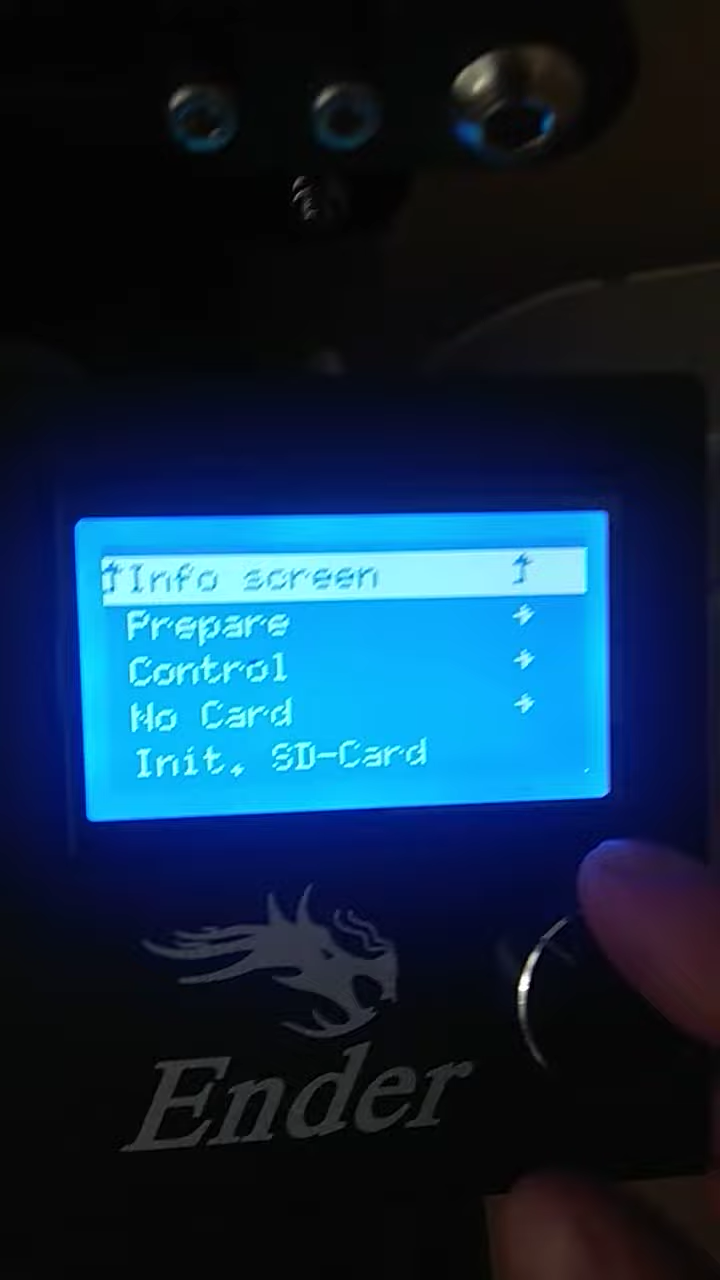 ↑Info screen ↑
Prepare →
Control →
No Card →
Init. SD-Card
Ender